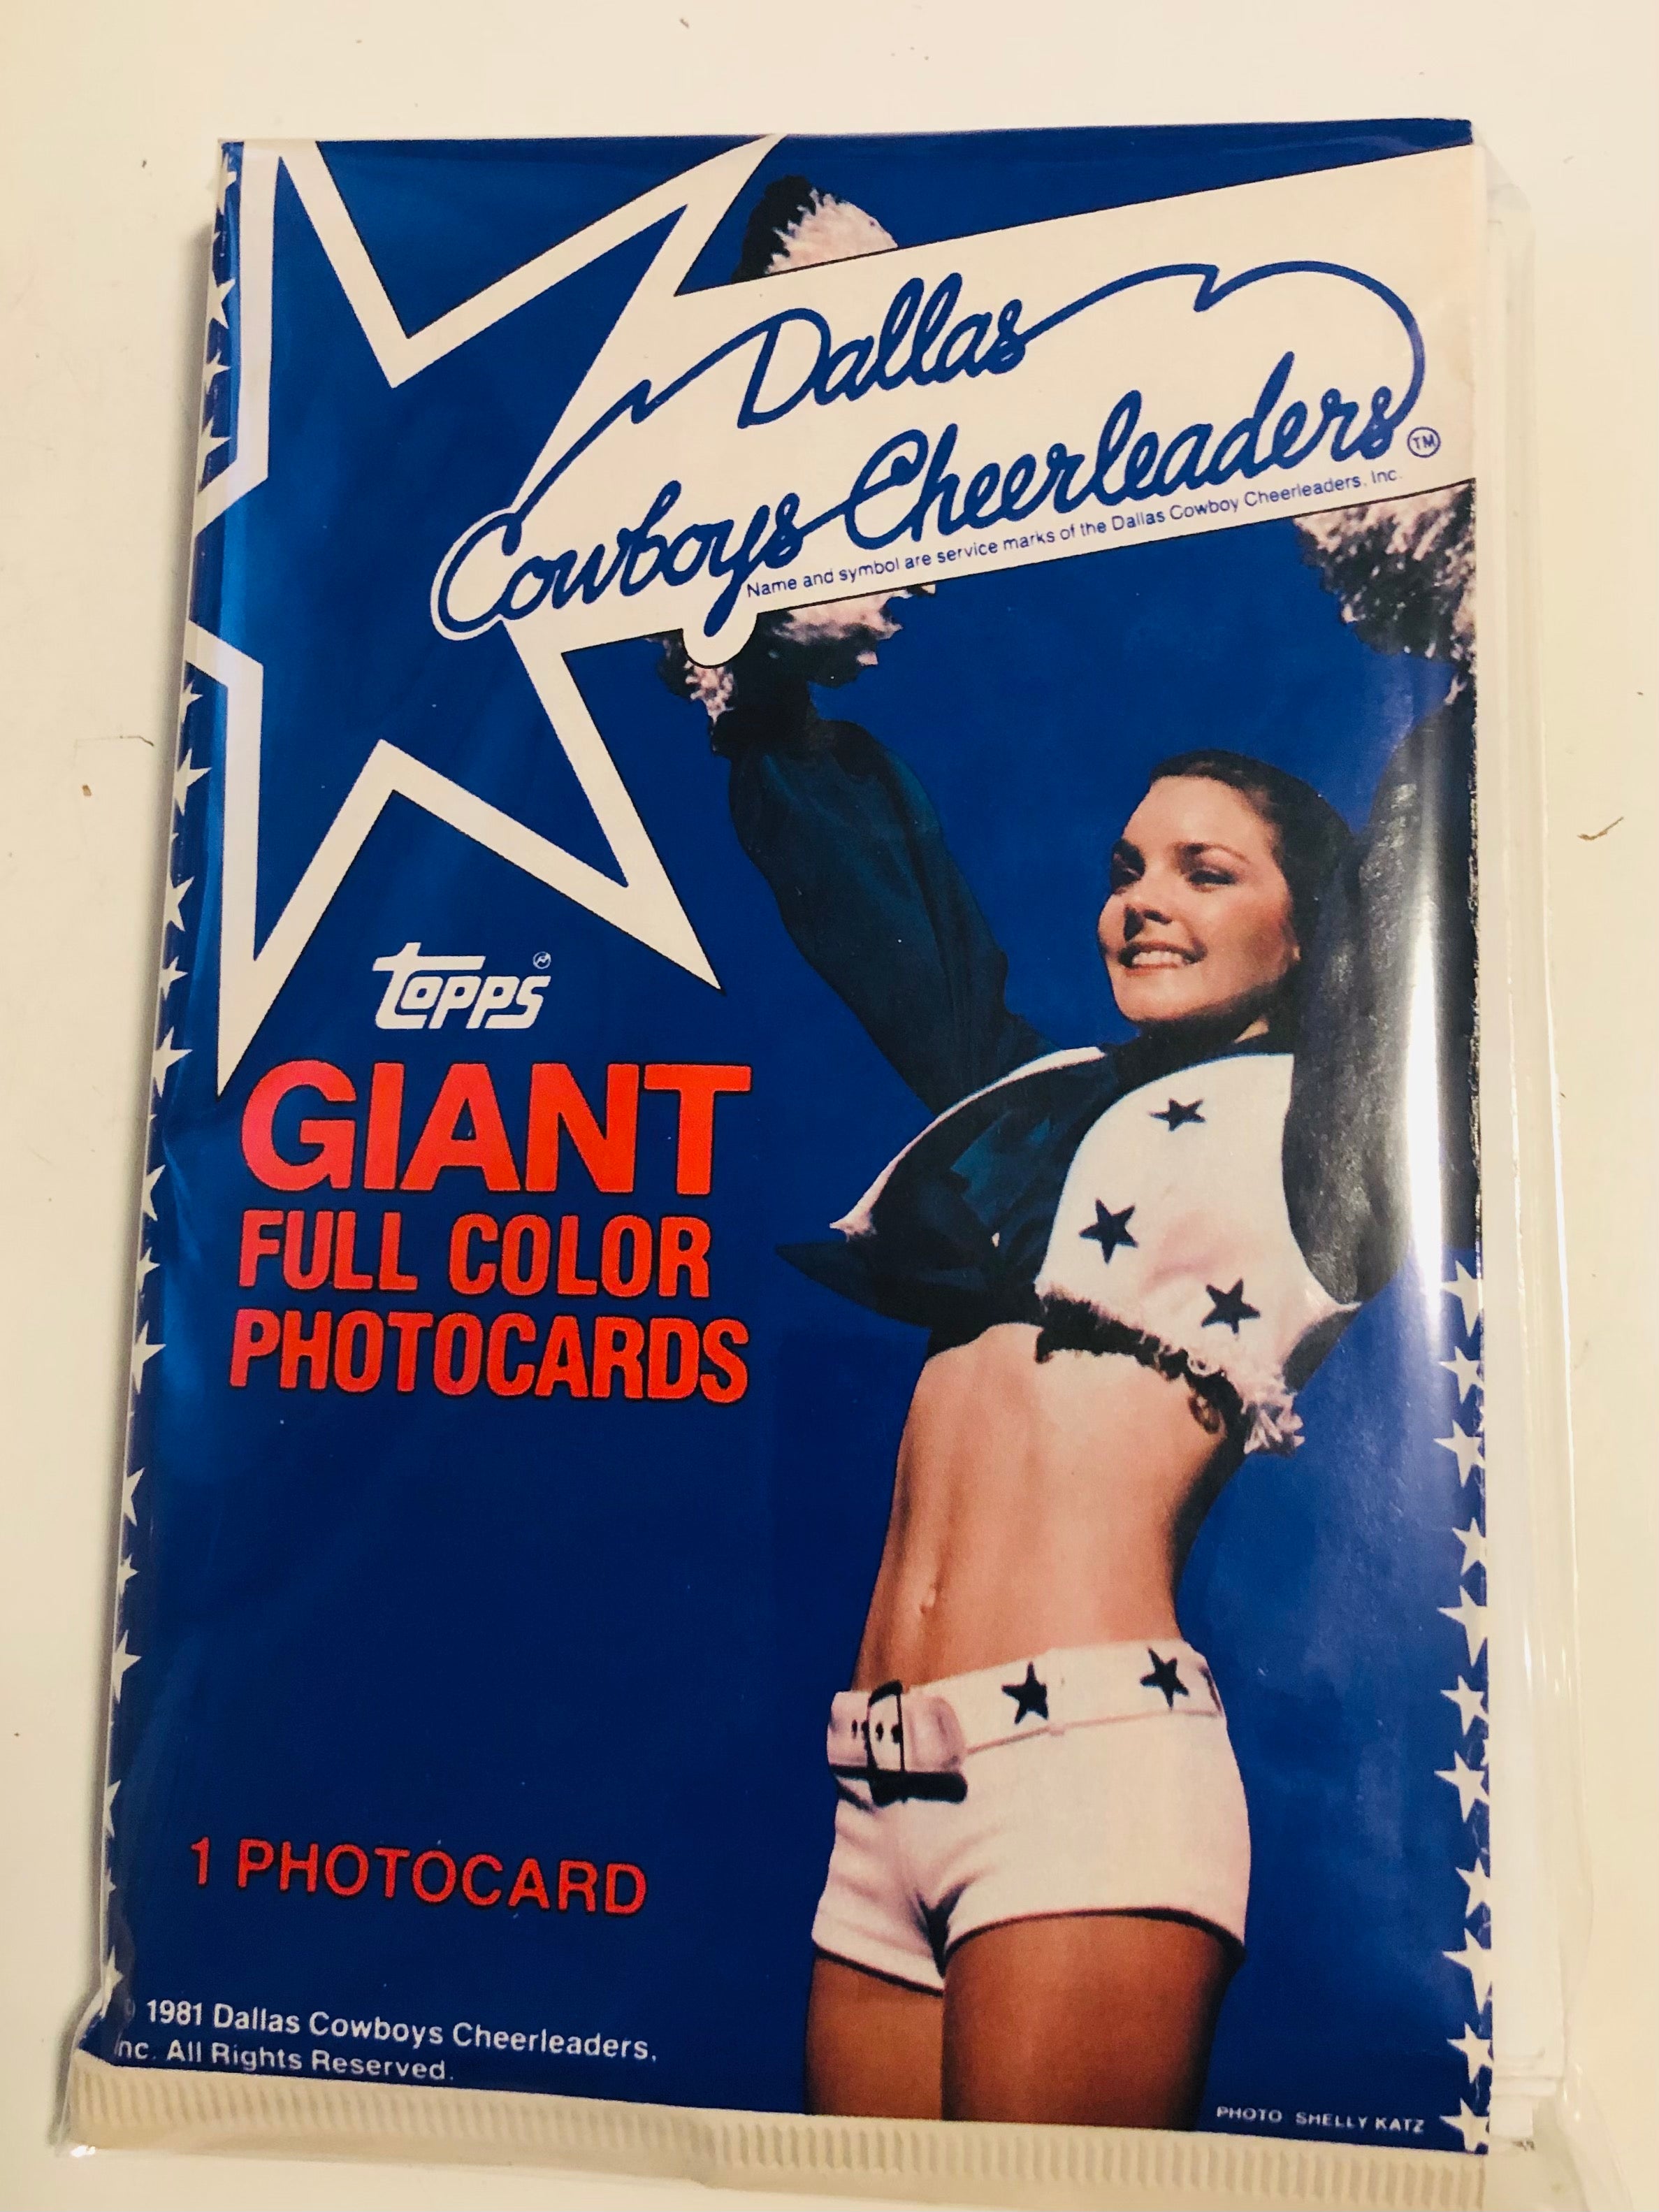 Dallas
Cowboys Cheerleaders TM
Name and symbol are service marks of the Dallas Cowboy Cheerleaders, Inc.
Topps
GIANT
FULL COLOR
PHOTOCARDS
1 PHOTOCARD
© 1981 Dallas Cowboys Cheerleaders,
Inc. All Rights Reserved.
PHOTO SHELLY KATZ